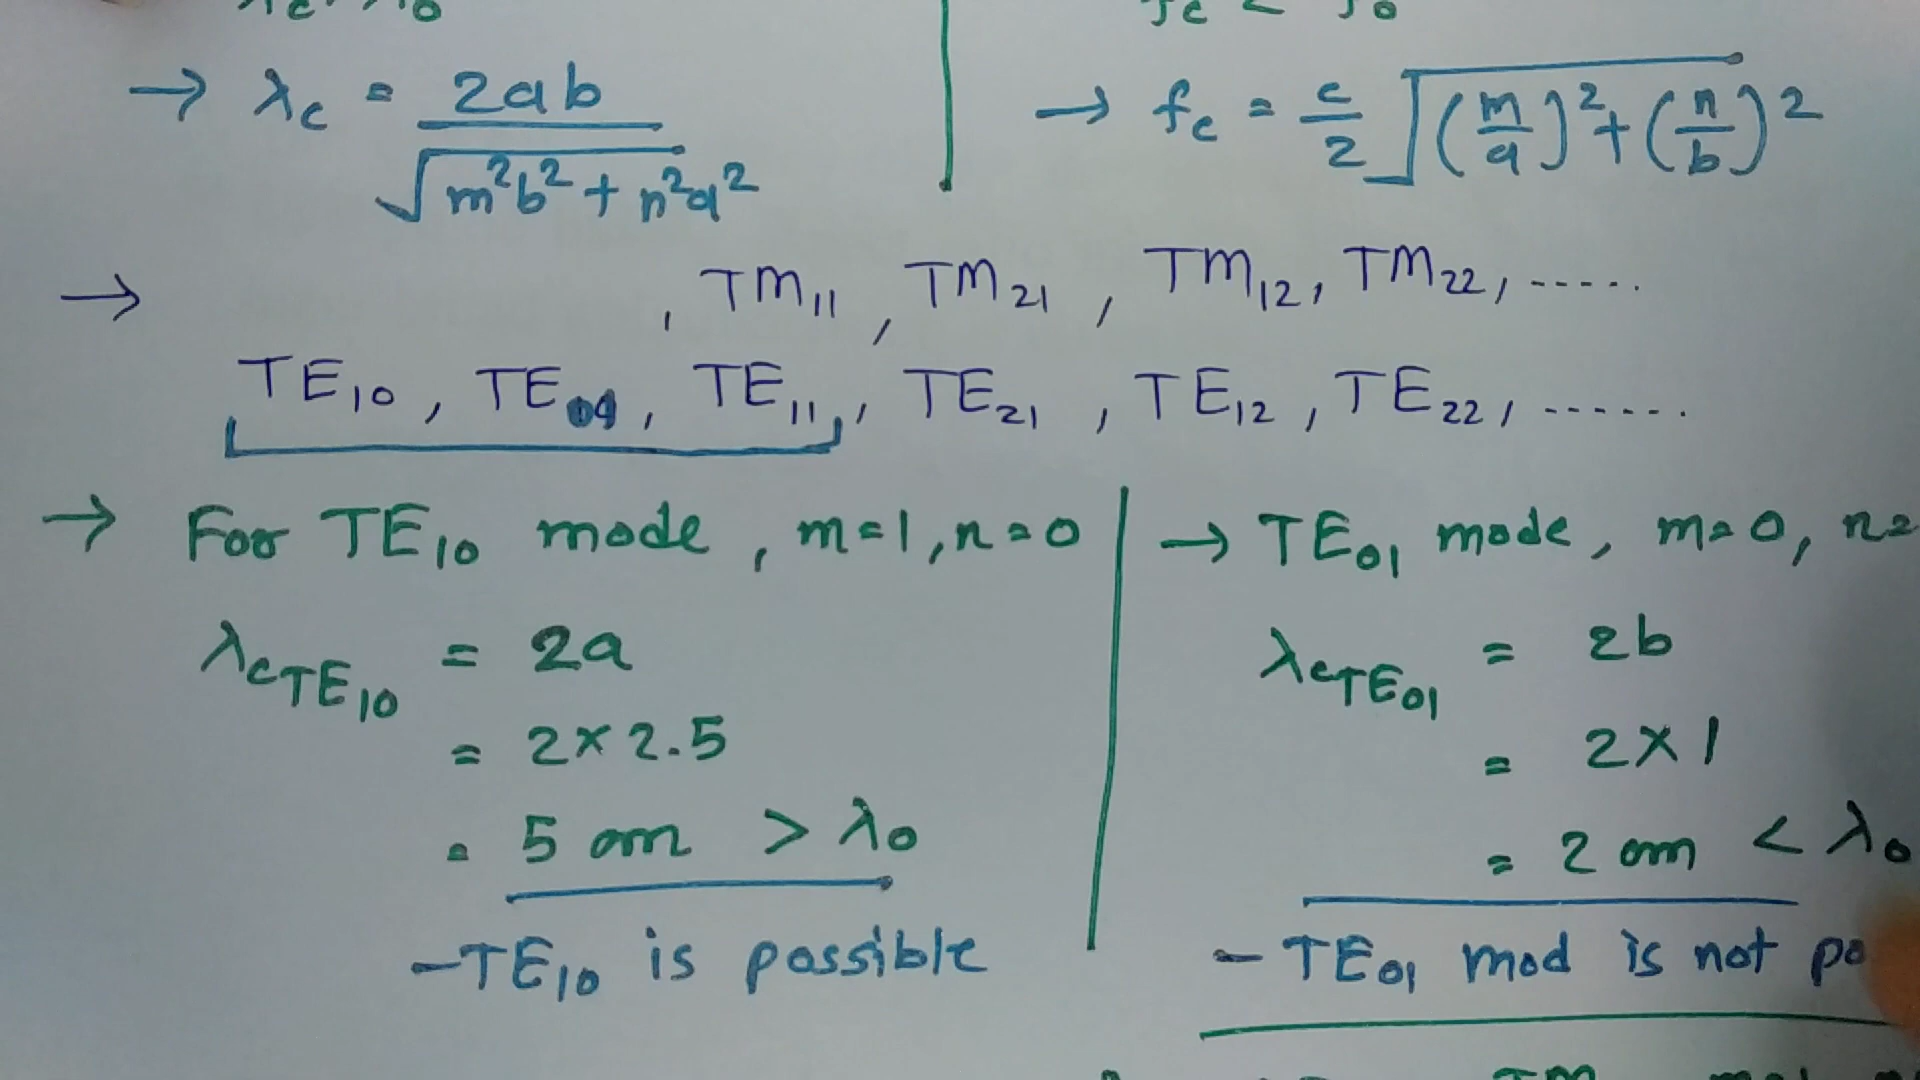 → λc = 2ab / √(m²b² + n²a²)
→ fc = c/2 √((m/a)² + (n/b)²)
→ , TM11, TM21, TM12, TM22, -----
TE10, TE01, TE11, TE21, TE12, TE22, ------
→ For TE10 mode, m=1, n=0
λcTE10 = 2a
= 2×2.5
= 5 cm > λ0
-TE10 is possible
→ TE01 mode, m=0, n=
λcTE01 = 2b
= 2×1
= 2 cm < λ0
- TE01 mod is not po